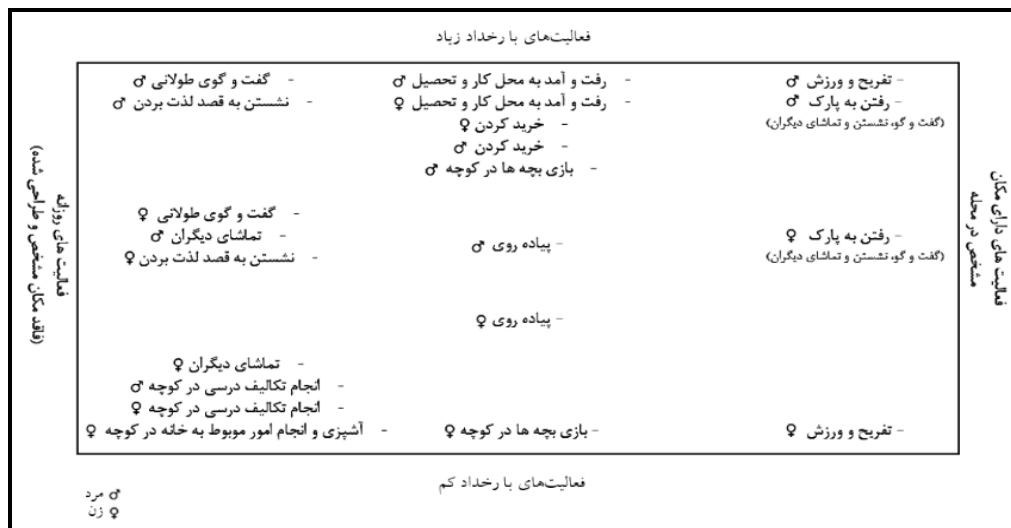 فعالیت‌های با رخداد زیاد
- تفریح و ورزش ♂
- رفتن به پارک ♂
(گفت و گو، نشستن و تماشای دیگران)
- رفت و آمد به محل کار و تحصیل ♂
- رفت و آمد به محل کار و تحصیل ♀
- خرید کردن ♀
- خرید کردن ♂
- بازی بچه ها در کوچه ♂
- گفت و گوی طولانی ♂
- نشستن به قصد لذت بردن ♂
فعالیت های دارای مکان
مشخص در محله
- رفتن به پارک ♀
(گفت و گو، نشستن و تماشای دیگران)
- پیاده روی ♂
- گفت و گوی طولانی ♀
- تماشای دیگران ♂
- نشستن به قصد لذت بردن ♀
فعالیت های روزانه
(فاقد مکان مشخص و طراحی شده)
- پیاده روی ♀
- تماشای دیگران ♀
- انجام تکالیف درسی در کوچه ♂
- انجام تکالیف درسی در کوچه ♀
- تفریح و ورزش ♀
- بازی بچه ها در کوچه ♀
- آشپزی و انجام امور موبوط به خانه در کوچه ♀
فعالیت‌های با رخداد کم
♂ مرد
♀ زن